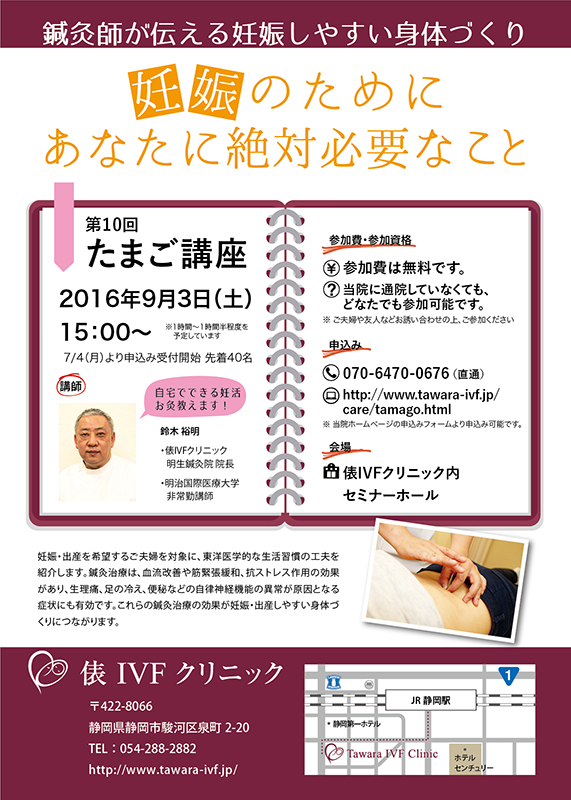 鍼灸師が伝える妊娠しやすい身体づくり
妊娠のために
あなたに絶対必要なこと
第10回
たまご講座
2016年9月3日（土）
15：00～
※1時間～1時間半程度を
予定しています
7/4（月）より申込み受付開始 先着40名
講師
自宅でできる妊活
お灸教えます！
鈴木 裕明
・俵IVFクリニック
明生鍼灸院 院長
・明治国際医療大学
非常勤講師
参加費・参加資格
¥ 参加費は無料です。
? 当院に通院していなくても、
どなたでも参加可能です。
※ ご夫婦や友人などお誘い合わせの上、ご参加ください
申込み
070-6470-0676（直通）
http://www.tawara-ivf.jp/
care/tamago.html
※ 当院ホームページの申込みフォームより申込み可能です。
会場
俵IVFクリニック内
セミナーホール
妊娠・出産を希望するご夫婦を対象に、東洋医学的な生活習慣の工夫を
紹介します。鍼灸治療は、血流改善や筋緊張緩和、抗ストレス作用の効果
があり、生理痛、足の冷え、便秘などの自律神経機能の異常が原因となる
症状にも有効です。これらの鍼灸治療の効果が妊娠・出産しやすい身体づ
くりにつながります。
俵 IVF クリニック
〒422-8066
静岡県静岡市駿河区泉町 2-20
TEL：054-288-2882
http://www.tawara-ivf.jp/
1
JR 静岡駅
静岡第一ホテル
Tawara IVF Clinic
ホテル
センチュリー